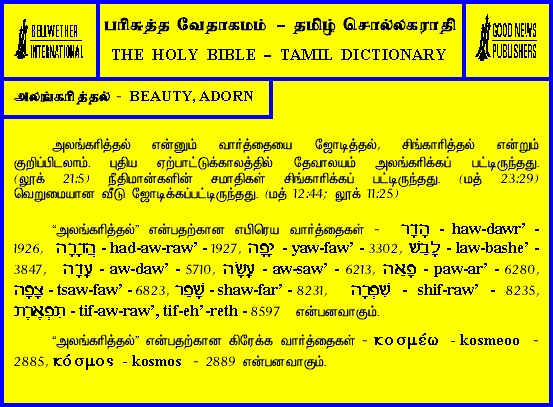 BELLWETHER
INTERNATIONAL
பரிசுத்த வேதாகமம் – தமிழ் சொல்லகராதி
THE HOLY BIBLE – TAMIL DICTIONARY
GOOD NEWS
PUBLISHERS
அலங்கரித்தல் - BEAUTY, ADORN
அலங்கரித்தல் என்னும் வார்த்தையை ஜோடித்தல், சிங்காரித்தல் என்றும்
குறிப்பிடலாம். புதிய ஏற்பாட்டுக்காலத்தில் தேவாலயம் அலங்கரிக்கப் பட்டிருந்தது.
(லூக் 21:5) நீதிமான்களின் சமாதிகள் சிங்காரிக்கப் பட்டிருந்தது. (மத் 23:29)
வெறுமையான வீடு ஜோடிக்கப்பட்டிருந்தது. (மத் 12:44; லூக் 11:25)
“அலங்கரித்தல்” என்பதற்கான எபிரெய வார்த்தைகள் - הָדָר - haw-dawr’ -
1926, הֲדָרָה - had-aw-raw’ - 1927, יָפָה - yaw-faw’ - 3302, לָבַשׁ - law-bashe’ -
3847, עָדָה - aw-daw’ - 5710, עָשָׂה - aw-saw’ - 6213, פָּאָה - paw-ar’ - 6280,
צָפָה - tsaw-faw’ - 6823, שָׁפַר - shaw-far’ - 8231, שִׁפְרָה - shif-raw’ - 8235,
תִּפְאֶרֶת - tif-aw-raw’, tif-eh’-reth - 8597 என்பனவாகும்.
“அலங்கரித்தல்” என்பதற்கான கிரேக்க வார்த்தைகள் - κοσμέω - kosmeoo -
2885, κόσμος - kosmos - 2889 என்பனவாகும்.